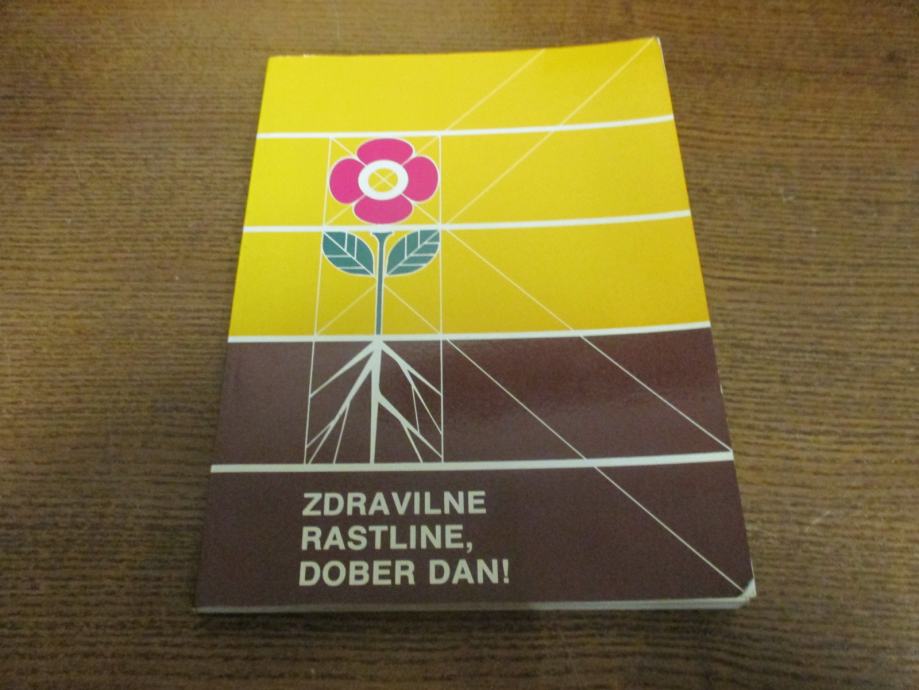 ZDRAVILNE
RASTLINE,
DOBER DAN!